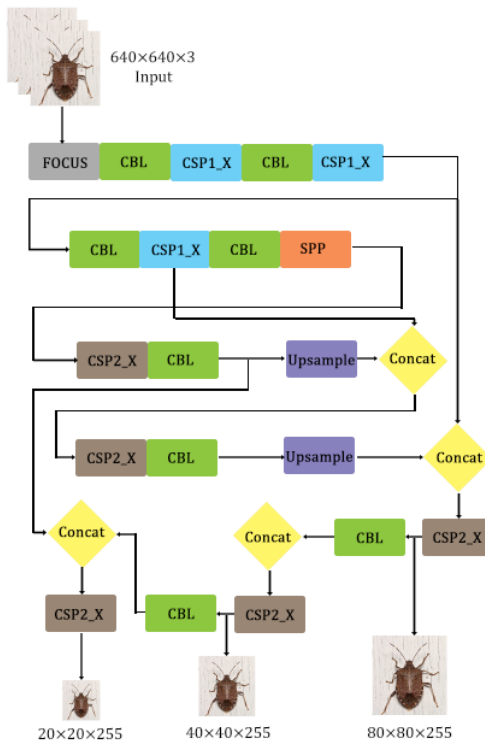 640×640×3
Input
FOCUS CBL CSP1_X CBL CSP1_X
CBL CSP1_X CBL SPP
CSP2_X CBL Upsample Concat
CSP2_X CBL Upsample Concat
Concat Concat CBL CSP2_X
CSP2_X CBL CSP2_X
20×20×255 40×40×255 80×80×255